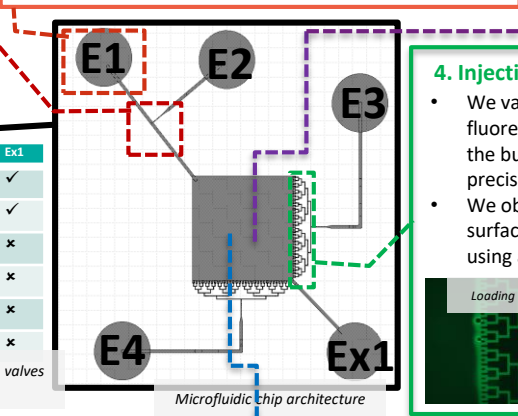 E1
E2
E3
E4
Ex1
Microfluidic chip architecture
Ex1
✓
✓
×
×
×
×
valves
4. Injecti
• We va
fluore
the bu
precis
• We ob
surfac
using
Loading